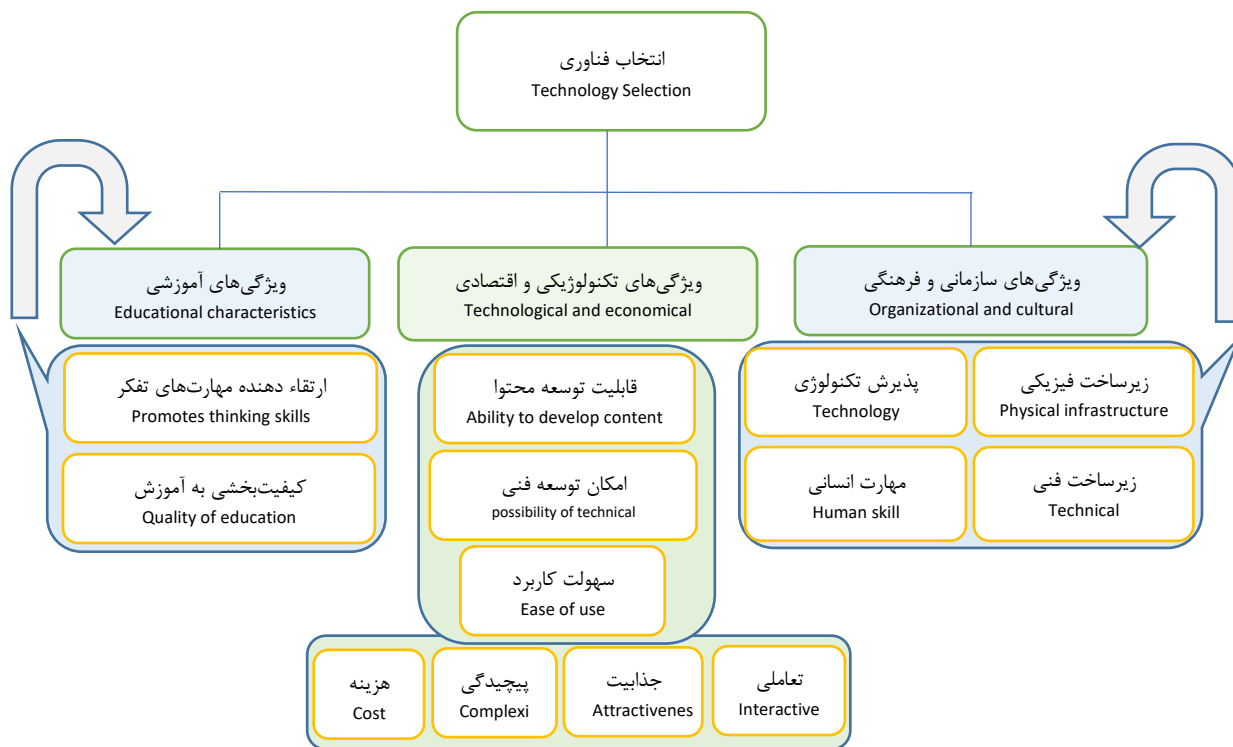 انتخاب فناوری
Technology Selection
ویژگی‌های آموزشی
Educational characteristics
ویژگی‌های تکنولوژیکی و اقتصادی
Technological and economical
ویژگی‌های سازمانی و فرهنگی
Organizational and cultural
ارتقاء دهنده مهارت‌های تفکر
Promotes thinking skills
کیفیت‌بخشی به آموزش
Quality of education
قابلیت توسعه محتوا
Ability to develop content
امکان توسعه فنی
possibility of technical
سهولت کاربرد
Ease of use
پذیرش تکنولوژی
Technology
زیرساخت فیزیکی
Physical infrastructure
مهارت انسانی
Human skill
زیرساخت فنی
Technical
هزینه
Cost
پیچیدگی
Complexi
جذابیت
Attractivenes
تعاملی
Interactive